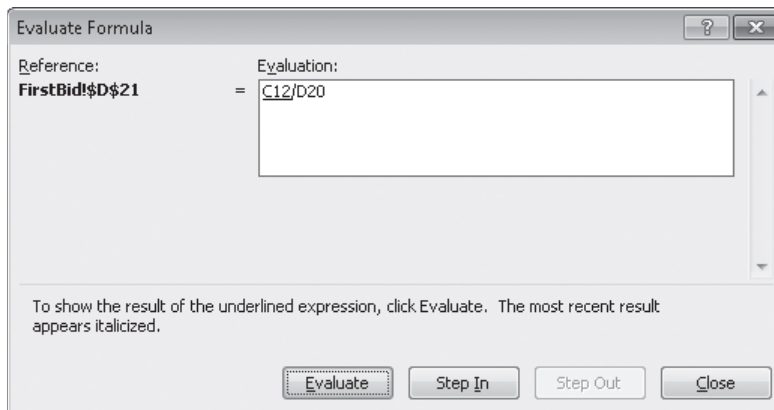 Evaluate Formula
Reference:
Evaluation:
FirstBid!$D$21
=
C12/D20
To show the result of the underlined expression, click Evaluate. The most recent result
appears italicized.
Evaluate
Step In
Step Out
Close